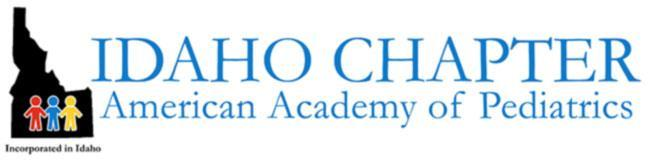 IDAHO CHAPTER
American Academy of Pediatrics
Incorporated in Idaho